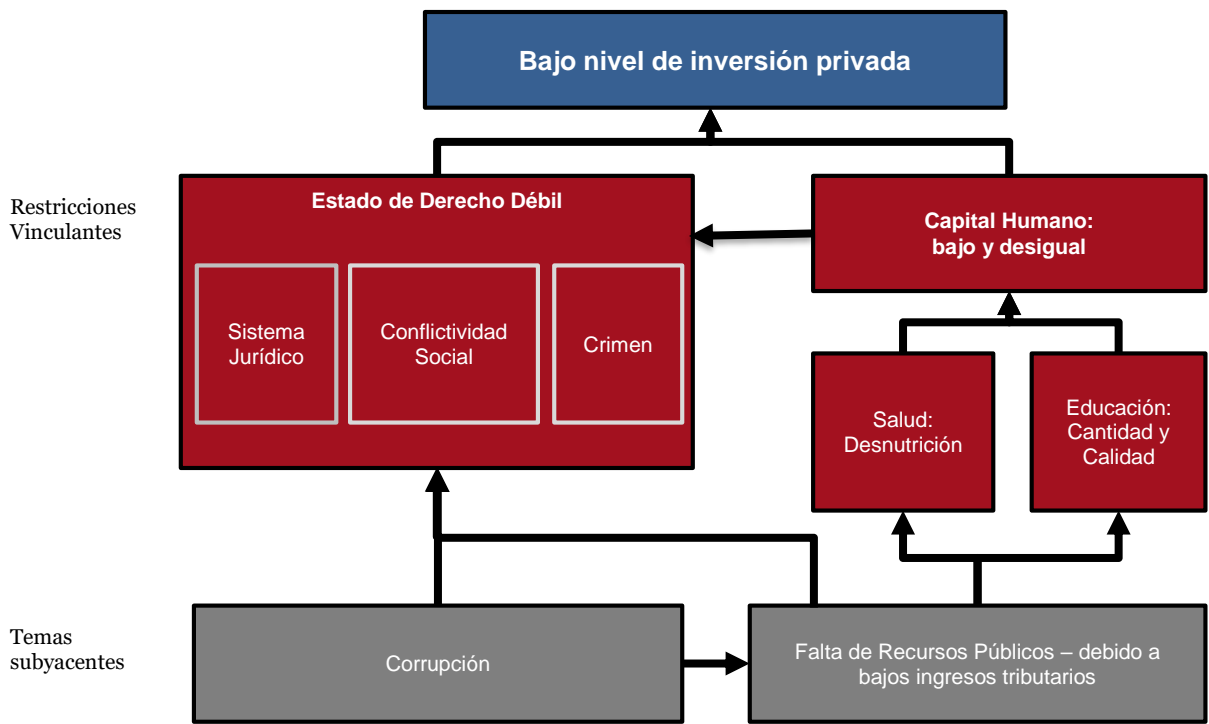 Bajo nivel de inversión privada
Restricciones
Vinculantes
Estado de Derecho Débil
Sistema
Jurídico
Conflictividad
Social
Crimen
Capital Humano:
bajo y desigual
Salud:
Desnutrición
Educación:
Cantidad y
Calidad
Temas
subyacentes
Corrupción
Falta de Recursos Públicos – debido a
bajos ingresos tributarios